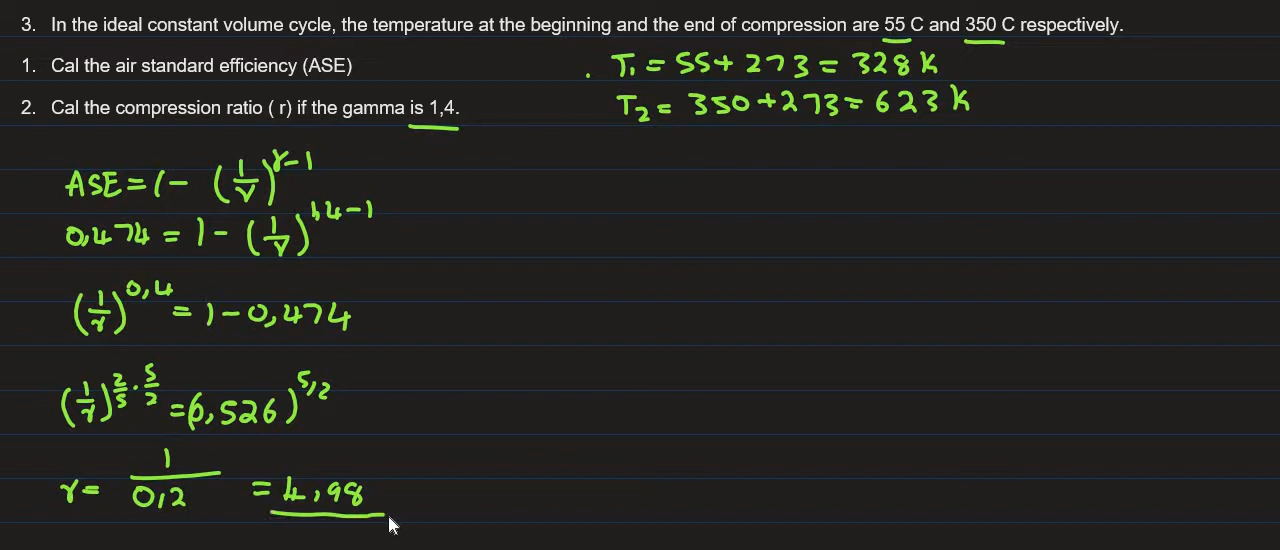 3. In the ideal constant volume cycle, the temperature at the beginning and the end of compression are 55 C and 350 C respectively.
1. Cal the air standard efficiency (ASE)
. T₁ = 55 + 273 = 328 K
2. Cal the compression ratio ( r) if the gamma is 1,4.
T₂ = 350 + 273 = 623 K
ASE = 1 - (1/r)^γ-1
0,474 = 1 - (1/r)^1,4-1
(1/r)^0,4 = 1 - 0,474
(1/r)^2/5 · 5/2 = (0,526)^5/2
r = 1/0,2 = 4,98